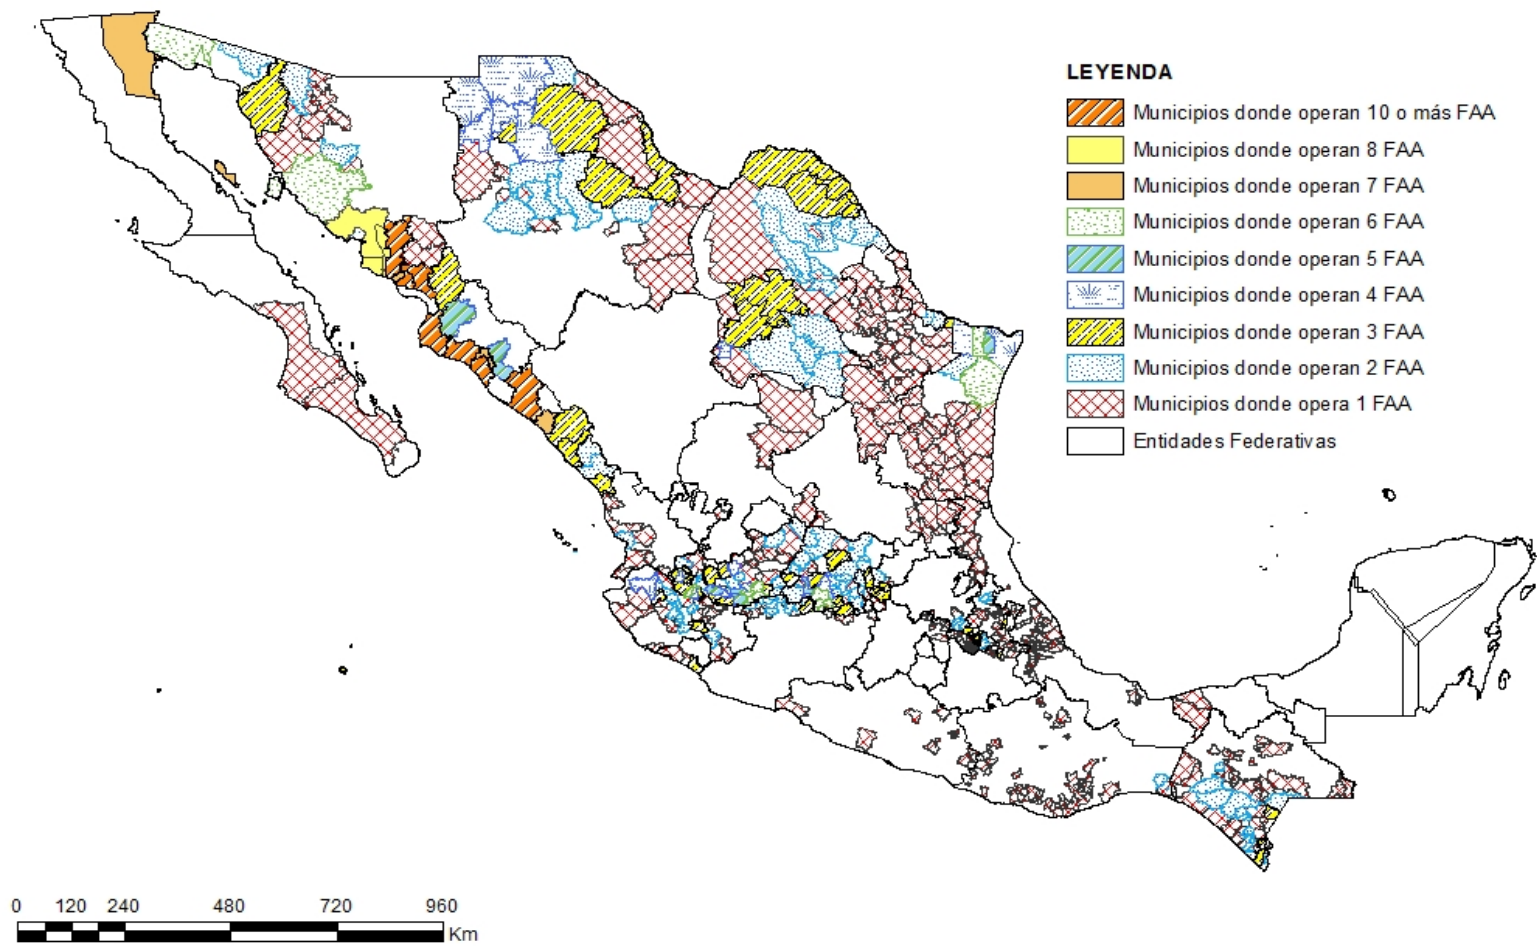 LEYENDA
Municipios donde operan 10 o más FAA
Municipios donde operan 8 FAA
Municipios donde operan 7 FAA
Municipios donde operan 6 FAA
Municipios donde operan 5 FAA
Municipios donde operan 4 FAA
Municipios donde operan 3 FAA
Municipios donde operan 2 FAA
Municipios donde opera 1 FAA
Entidades Federativas
0 120 240 480 720 960
Km